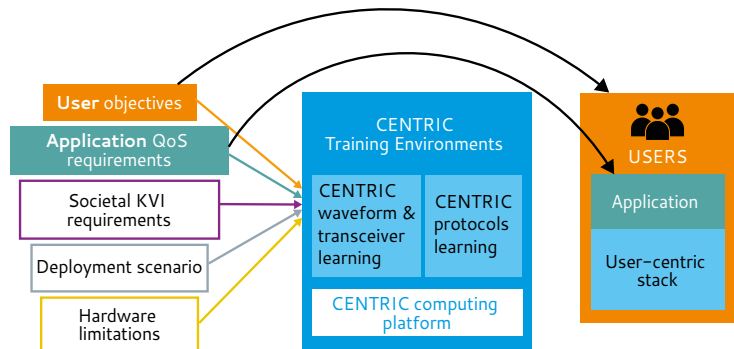 User objectives
Application QoS
requirements
Societal KVI
requirements
Deployment scenario
Hardware
limitations
CENTRIC
Training Environments
CENTRIC
waveform &
transceiver
learning
CENTRIC
protocols
learning
CENTRIC computing
platform
USERS
Application
User-centric
stack